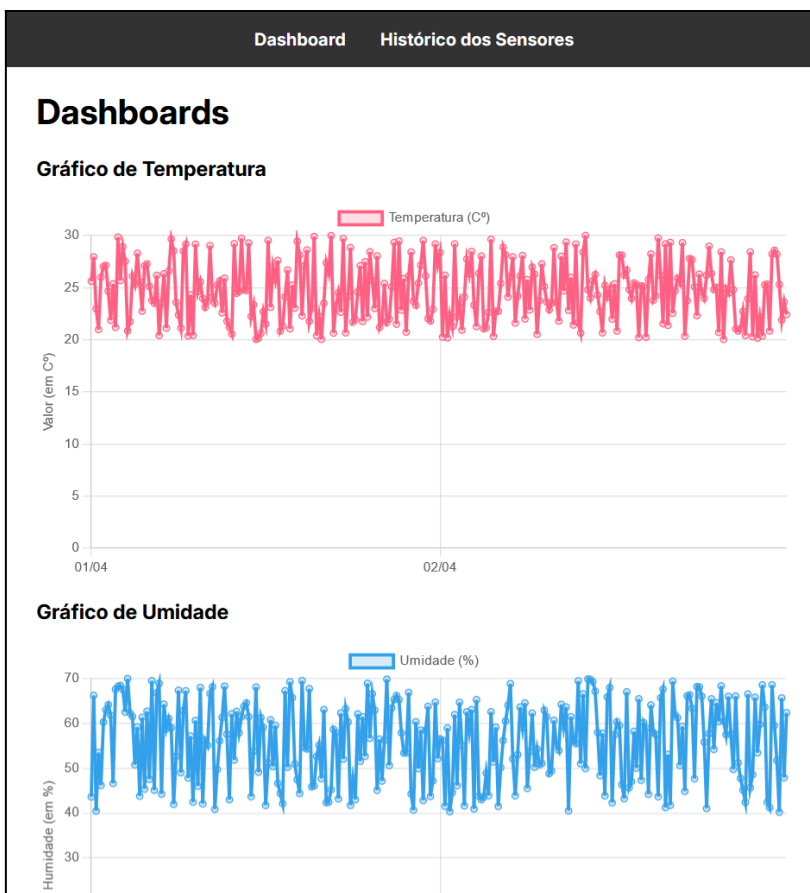 Dashboard Histórico dos Sensores
Dashboards
Gráfico de Temperatura
Temperatura (Cº)
30
25
20
15
10
5
0
Valor (em Cº)
01/04 02/04
Gráfico de Umidade
Umidade (%)
70
60
50
40
30
Humidade (em %)